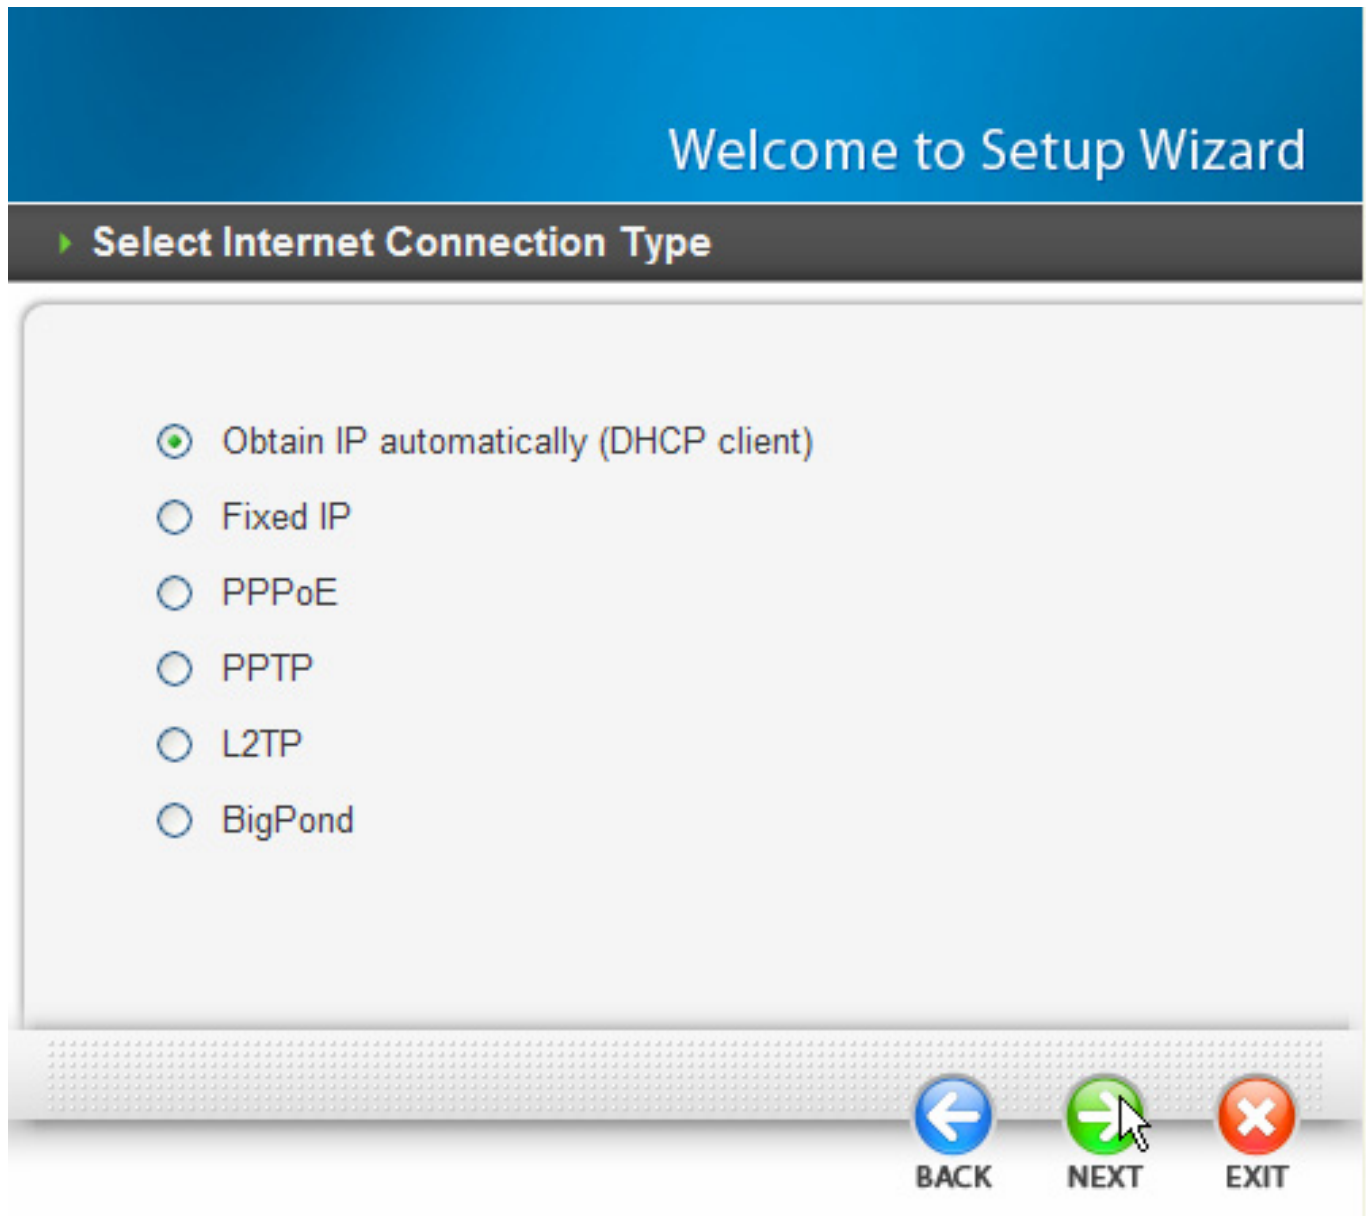 Welcome to Setup Wizard
Select Internet Connection Type
Obtain IP automatically (DHCP client)
Fixed IP
PPPoE
PPTP
L2TP
BigPond
BACK NEXT EXIT